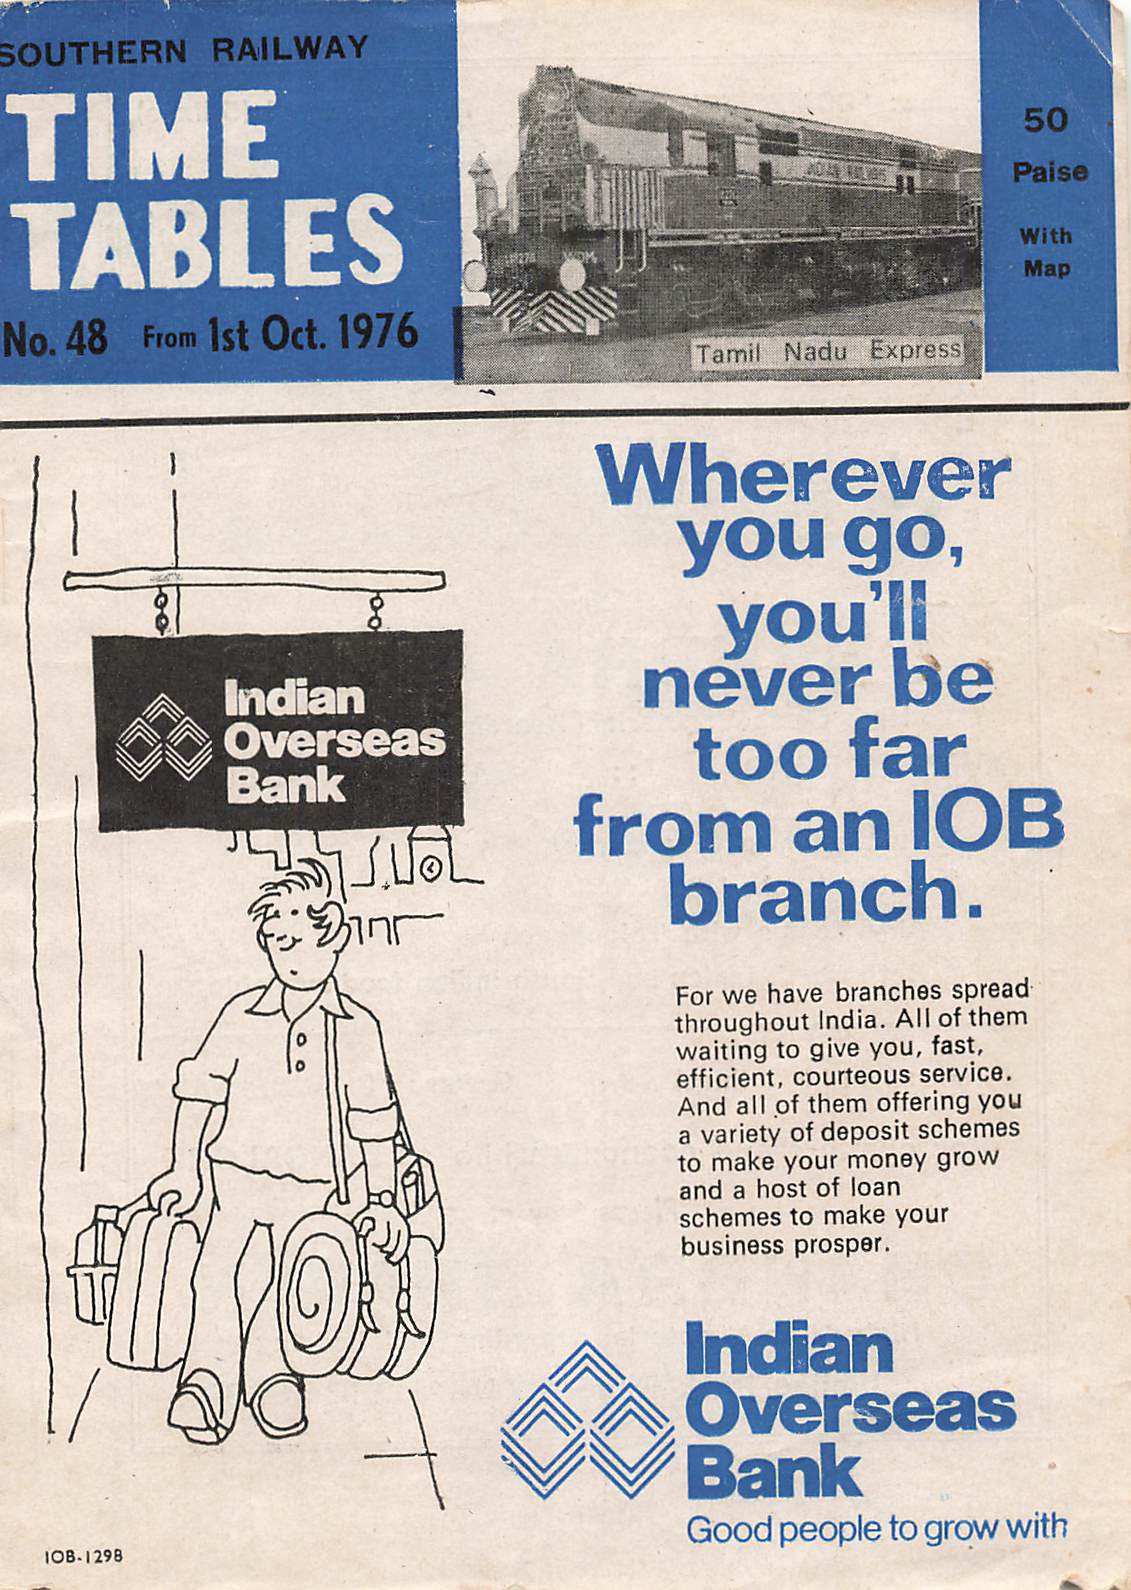 SOUTHERN RAILWAY
TIME
TABLES
No. 48 From 1st Oct. 1976
Tamil Nadu Express
50
Paise
With
Map
Wherever
you go,
you'll
never be
too far
from an IOB
branch.
Indian
Overseas
Bank
For we have branches spread
throughout India. All of them
waiting to give you, fast,
efficient, courteous service.
And all of them offering you
a variety of deposit schemes
to make your money grow
and a host of loan
schemes to make your
business prosper.
Indian
Overseas
Bank
Good people to grow with
IOB-1298